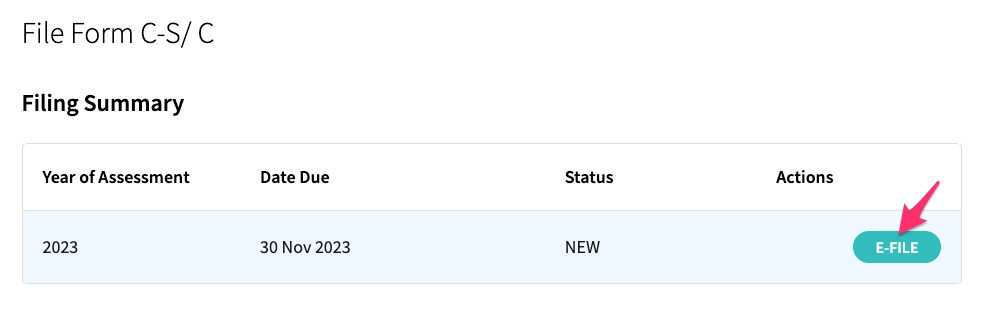 File Form C-S/ C
Filing Summary
Year of Assessment Date Due Status Actions
2023 30 Nov 2023 NEW E-FILE